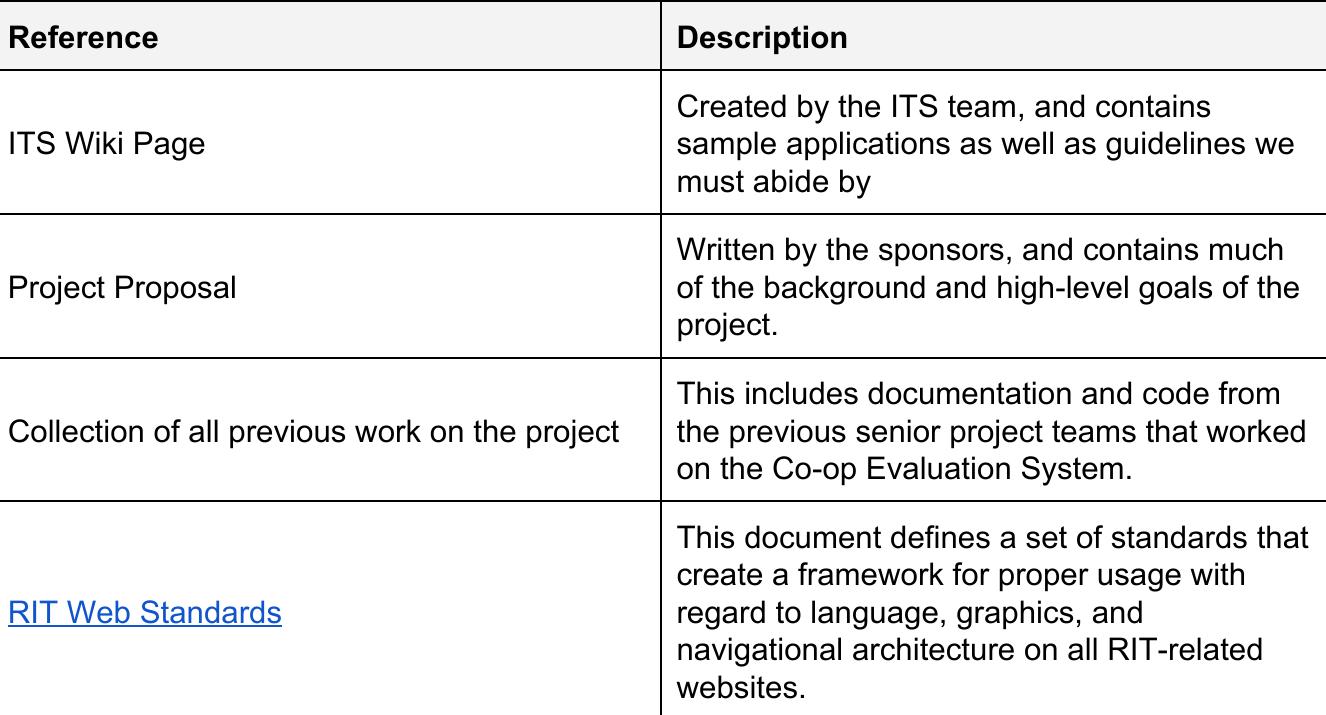 Reference
Description
ITS Wiki Page
Created by the ITS team, and contains
sample applications as well as guidelines we
must abide by
Project Proposal
Written by the sponsors, and contains much
of the background and high-level goals of the
project.
Collection of all previous work on the project
This includes documentation and code from
the previous senior project teams that worked
on the Co-op Evaluation System.
RIT Web Standards
This document defines a set of standards that
create a framework for proper usage with
regard to language, graphics, and
navigational architecture on all RIT-related
websites.